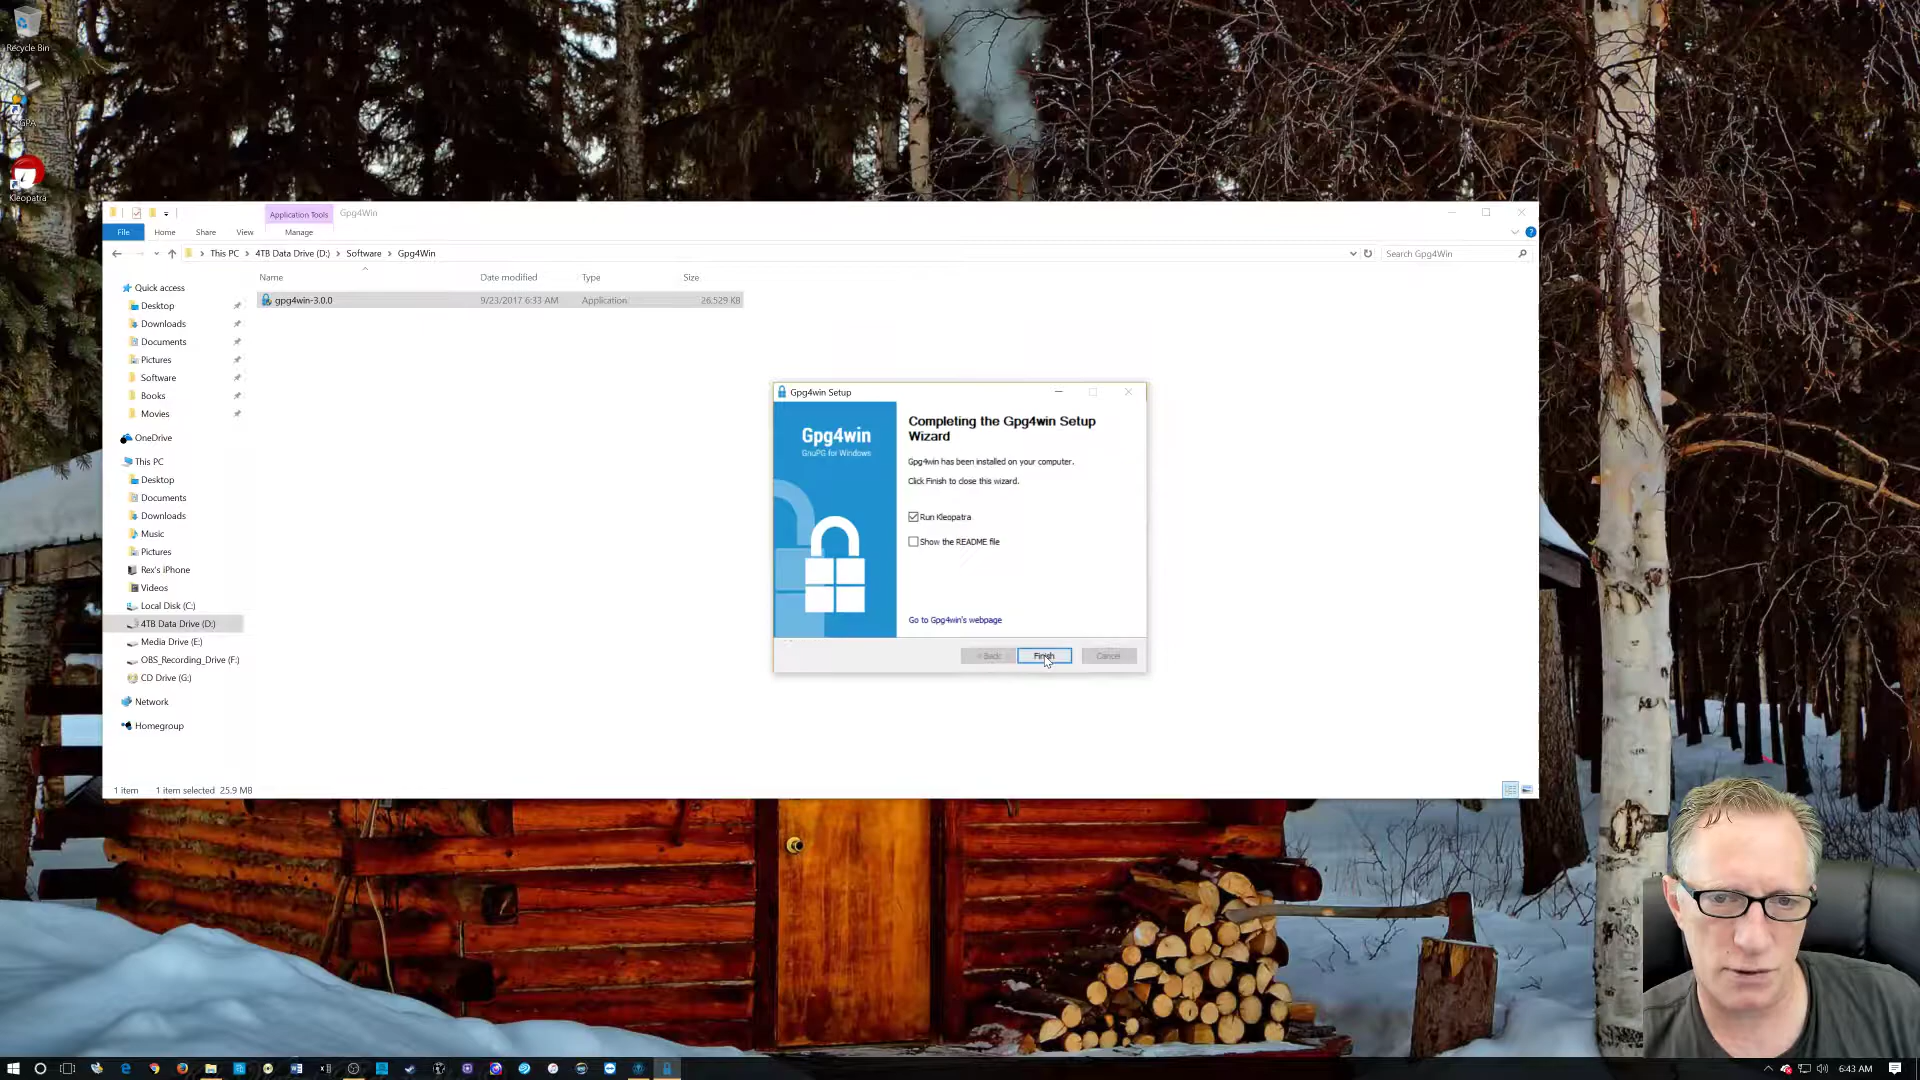 Recycle Bin
GPA
Kleopatra
Application Tools
Gpg4Win
File
Home
Share
View
Manage
This PC > 4TB Data Drive (D:) > Software > Gpg4Win
Search Gpg4Win
Name
Date modified
Type
Size
gpg4win-3.0.0
9/23/2017 6:33 AM
Application
26,529 KB
Quick access
Desktop
Downloads
Documents
Pictures
Software
Books
Movies
OneDrive
This PC
Desktop
Documents
Downloads
Music
Pictures
Rex's iPhone
Videos
Local Disk (C:)
4TB Data Drive (D:)
Media Drive (E:)
OBS_Recording_Drive (F:)
CD Drive (G:)
Network
Homegroup
1 item
1 item selected 25.9 MB
Gpg4win Setup
Gpg4win
GnuPG for Windows
Completing the Gpg4win Setup
Wizard
Gpg4win has been installed on your computer.
Click Finish to close this wizard.
Run Kleopatra
Show the README file
Go to Gpg4win's webpage
< Back
Finish
Cancel
6:43 AM